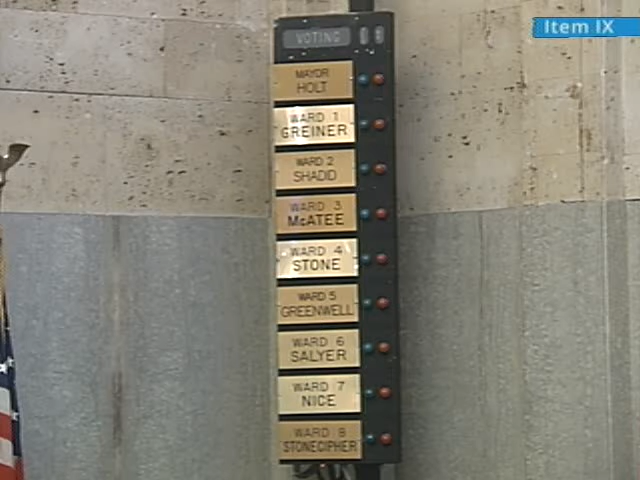 Item IX
VOTING
MAYOR
HOLT
WARD 1
GREINER
WARD 2
SHADID
WARD 3
McATEE
WARD 4
STONE
WARD 5
GREENWELL
WARD 6
SALYER
WARD 7
NICE
WARD 8
STONECIPHER